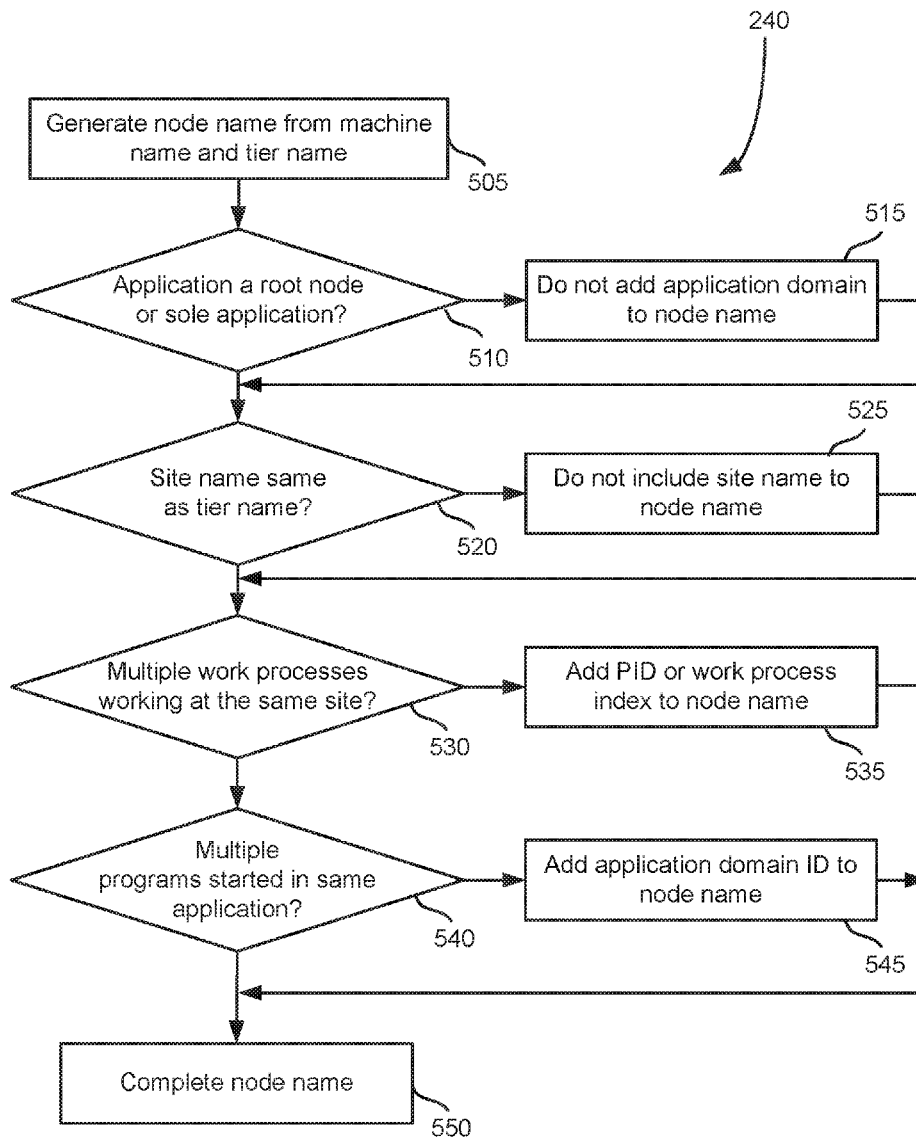 240
Generate node name from machine
name and tier name
505
Application a root node
or sole application?
510
515
Do not add application domain
to node name
Site name same
as tier name?
520
525
Do not include site name to
node name
Multiple work processes
working at the same site?
530
Add PID or work process
index to node name
535
Multiple
programs started in same
application?
540
Add application domain ID to
node name
545
Complete node name
550